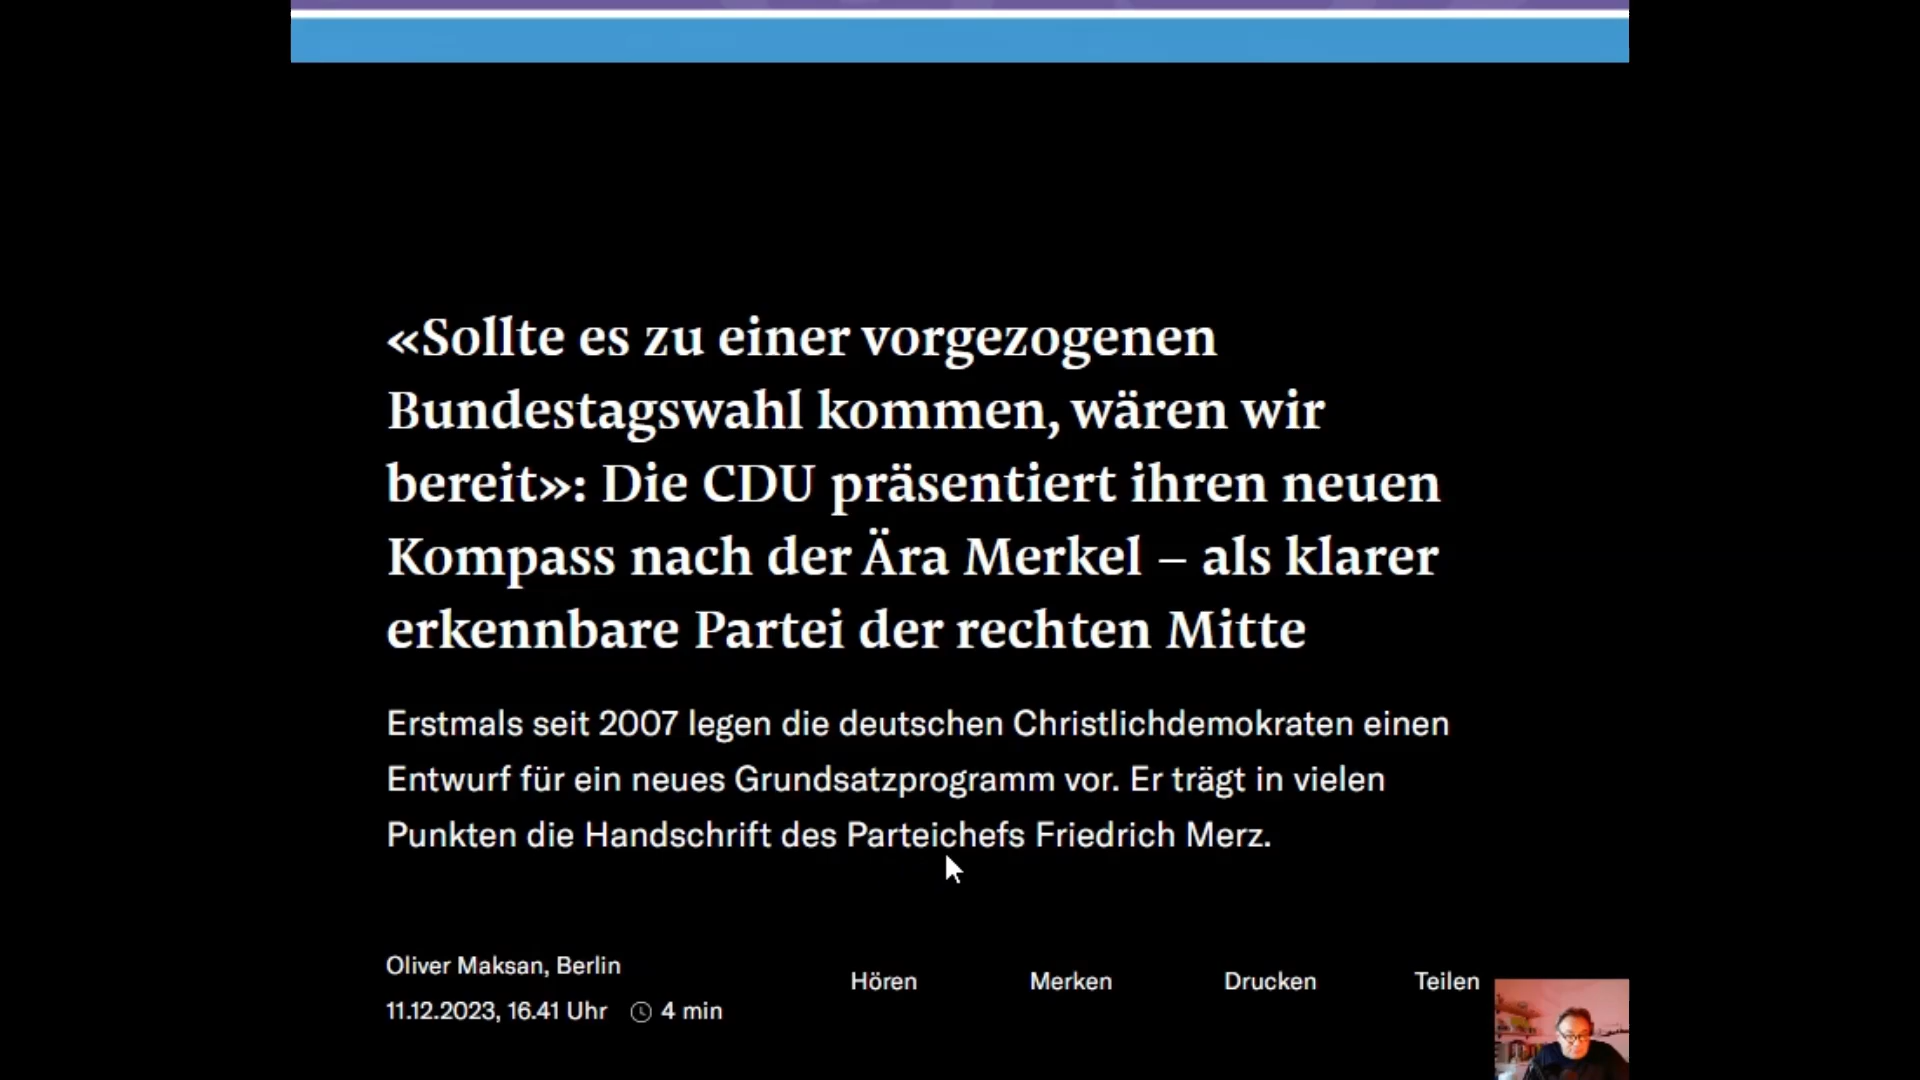 «Sollte es zu einer vorgezogenen
Bundestagswahl kommen, wären wir
bereit»: Die CDU präsentiert ihren neuen
Kompass nach der Ära Merkel – als klarer
erkennbare Partei der rechten Mitte
Erstmals seit 2007 legen die deutschen Christlichdemokraten einen
Entwurf für ein neues Grundsatzprogramm vor. Er trägt in vielen
Punkten die Handschrift des Parteichefs Friedrich Merz.
Oliver Maksan, Berlin
11.12.2023, 16.41 Uhr 4 min
Hören Merken Drucken Teilen